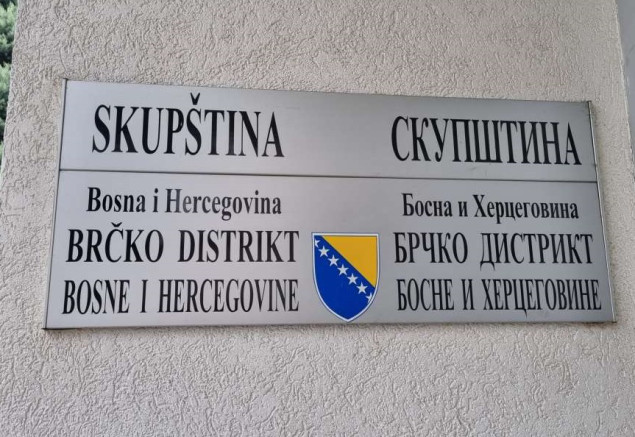 SKUPŠTINA
Bosna i Hercegovina
BRČKO DISTRIKT
BOSNE I HERCEGOVINE
СКУПШТИНА
Босна и Херцеговина
БРЧКО ДИСТРИКТ
БОСНЕ И ХЕРЦЕГОВИНЕ